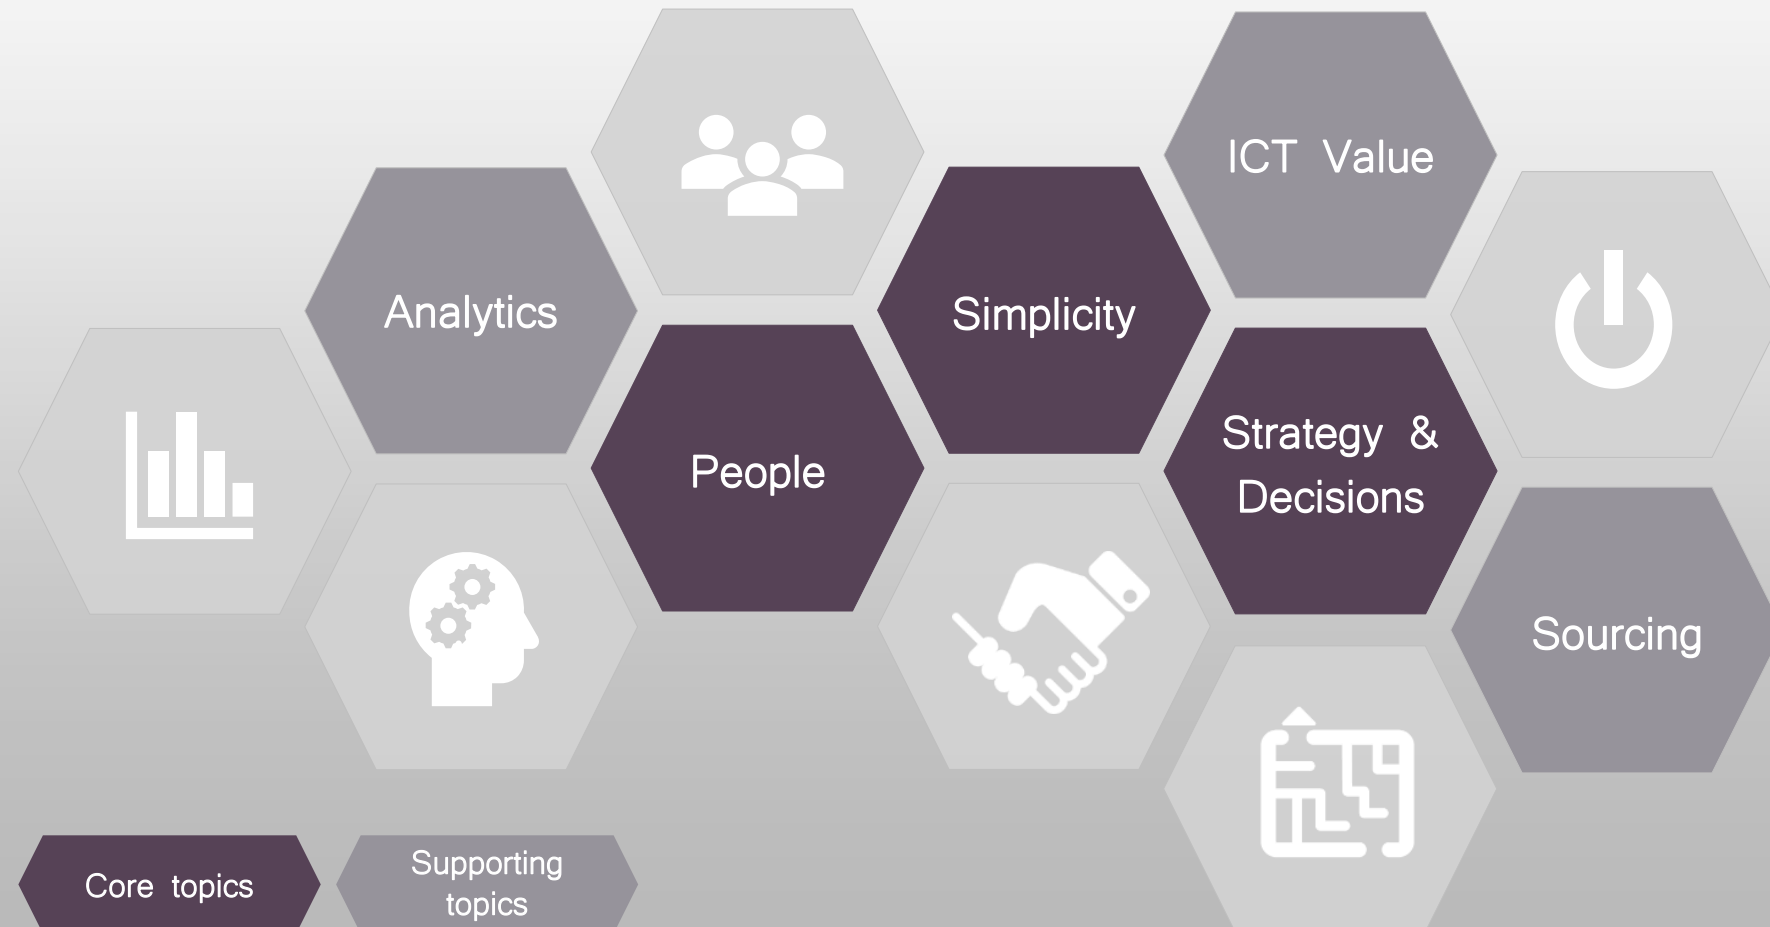 ICT Value
Analytics
Simplicity
People
Strategy &
Decisions
Sourcing
Core topics
Supporting
topics